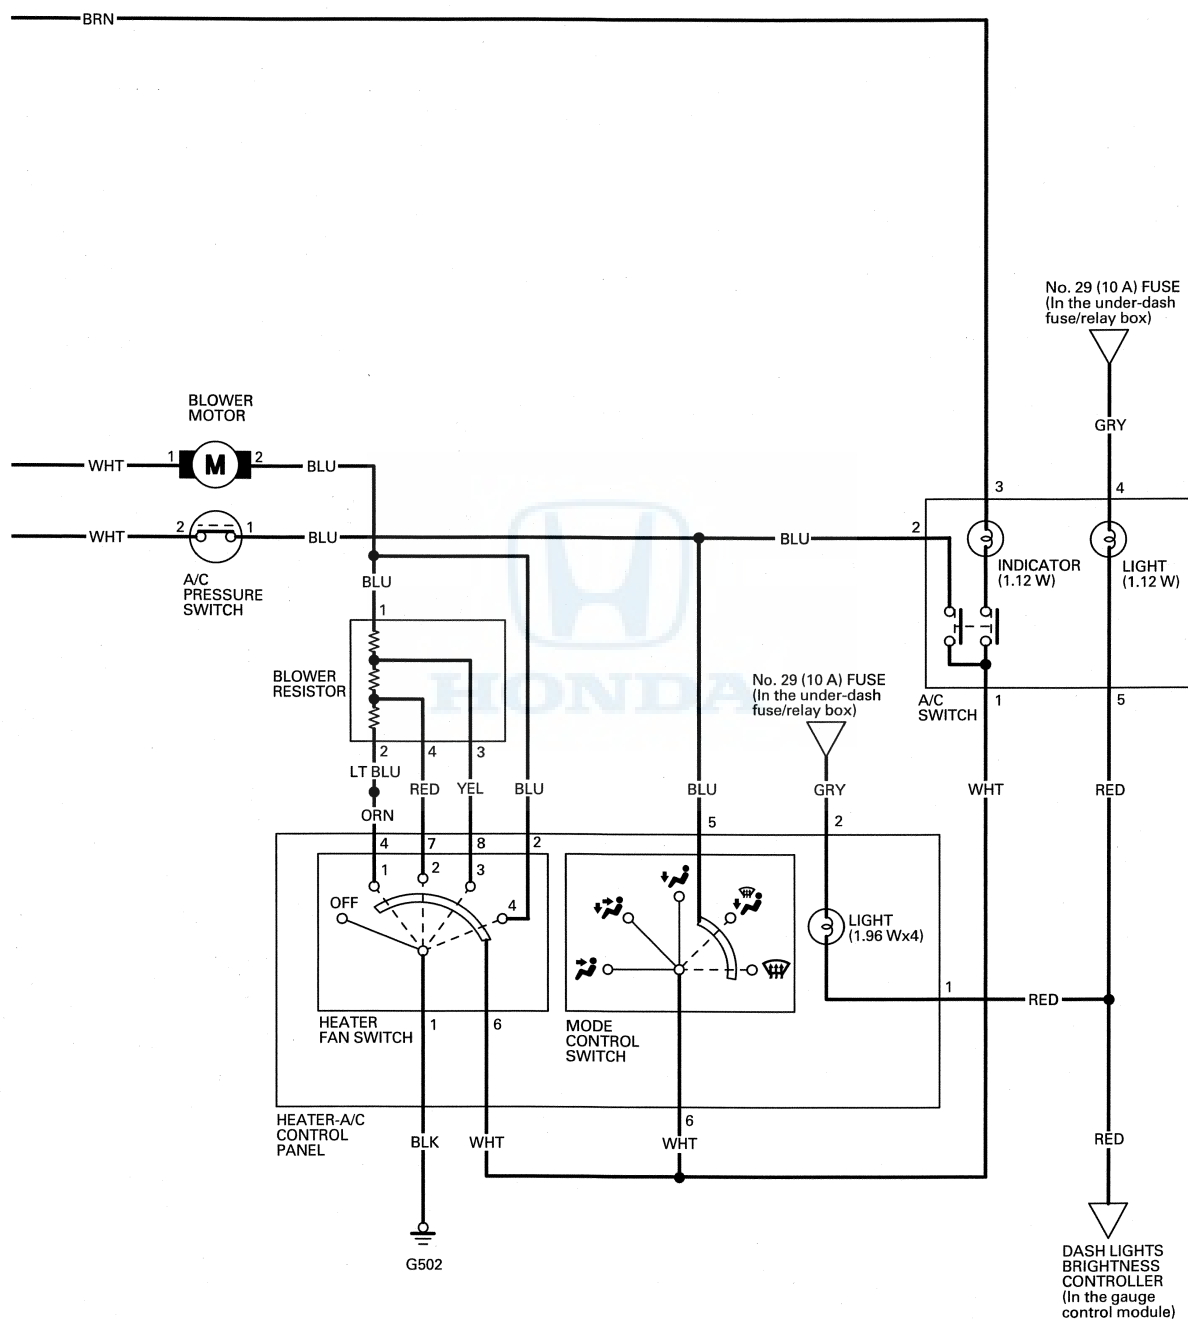 BRN
No. 29 (10 A) FUSE
(In the under-dash
fuse/relay box)
BLOWER
MOTOR
GRY
WHT
1
M
2
BLU
3
4
WHT
2
1
BLU
BLU
2
A/C
PRESSURE
SWITCH
INDICATOR
(1.12 W)
LIGHT
(1.12 W)
BLU
1
BLOWER
RESISTOR
HONDA
No. 29 (10 A) FUSE
(In the under-dash
fuse/relay box)
A/C
SWITCH
1
5
2
4
3
LT BLU
RED
YEL
BLU
BLU
GRY
WHT
RED
ORN
5
2
4
7
8
2
1
2
3
OFF
4
LIGHT
(1.96 Wx4)
1
RED
HEATER
FAN SWITCH
1
6
MODE
CONTROL
SWITCH
HEATER-A/C
CONTROL
PANEL
6
BLK
WHT
WHT
RED
G502
DASH LIGHTS
BRIGHTNESS
CONTROLLER
(In the gauge
control module)